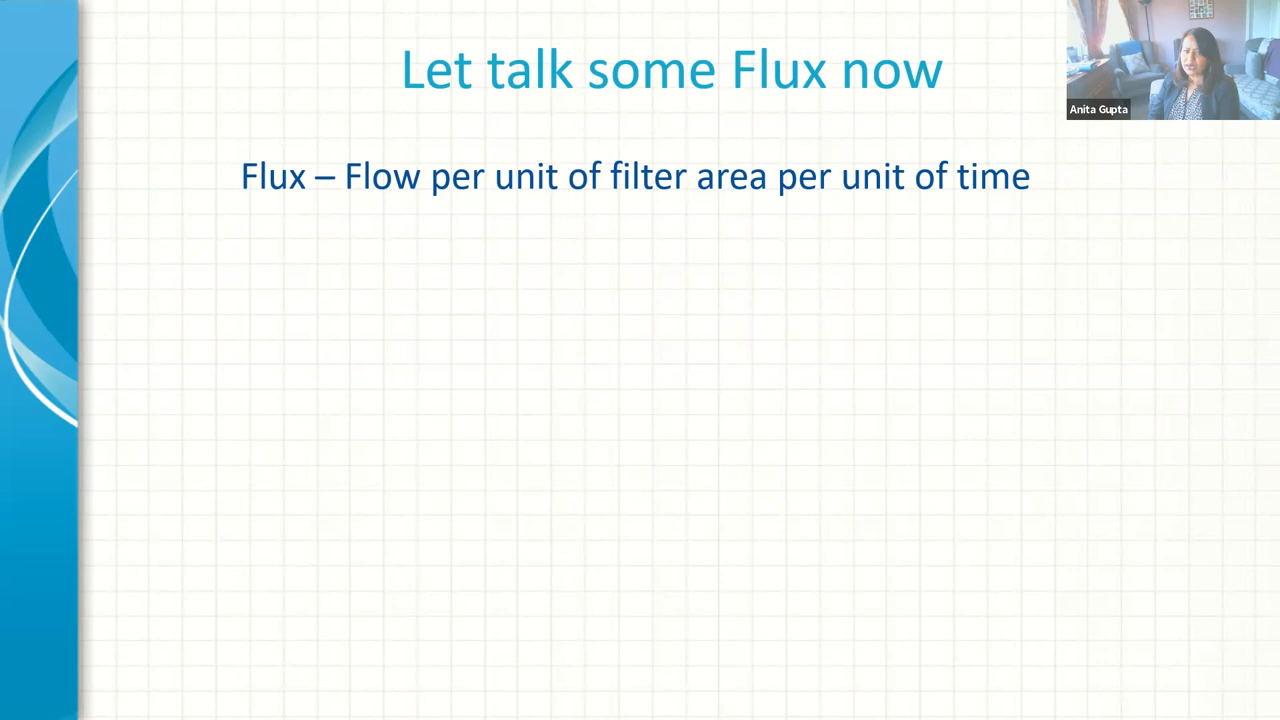 Let talk some Flux now
Anita Gupta
Flux – Flow per unit of filter area per unit of time